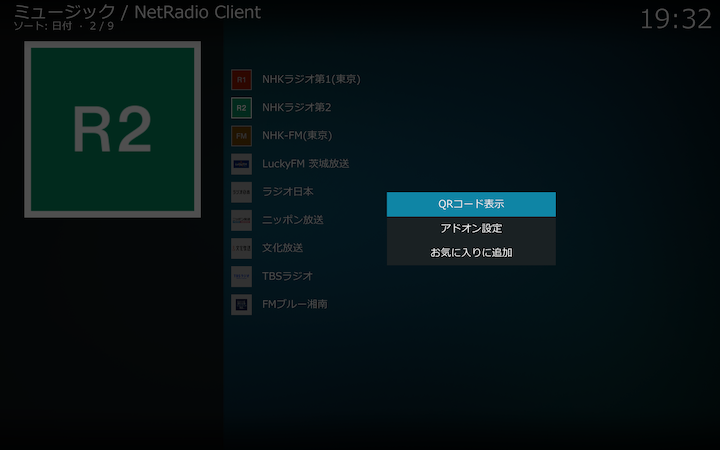 ミュージック / NetRadio Client
ソート: 日付 · 2 / 9
19:32
R2
R1 NHKラジオ第1(東京)
R2 NHKラジオ第2
FM NHK-FM(東京)
LuckyFM 茨城放送
ラジオ日本
ニッポン放送
文化放送
TBSラジオ
FMブルー湘南
QRコード表示
アドオン設定
お気に入りに追加